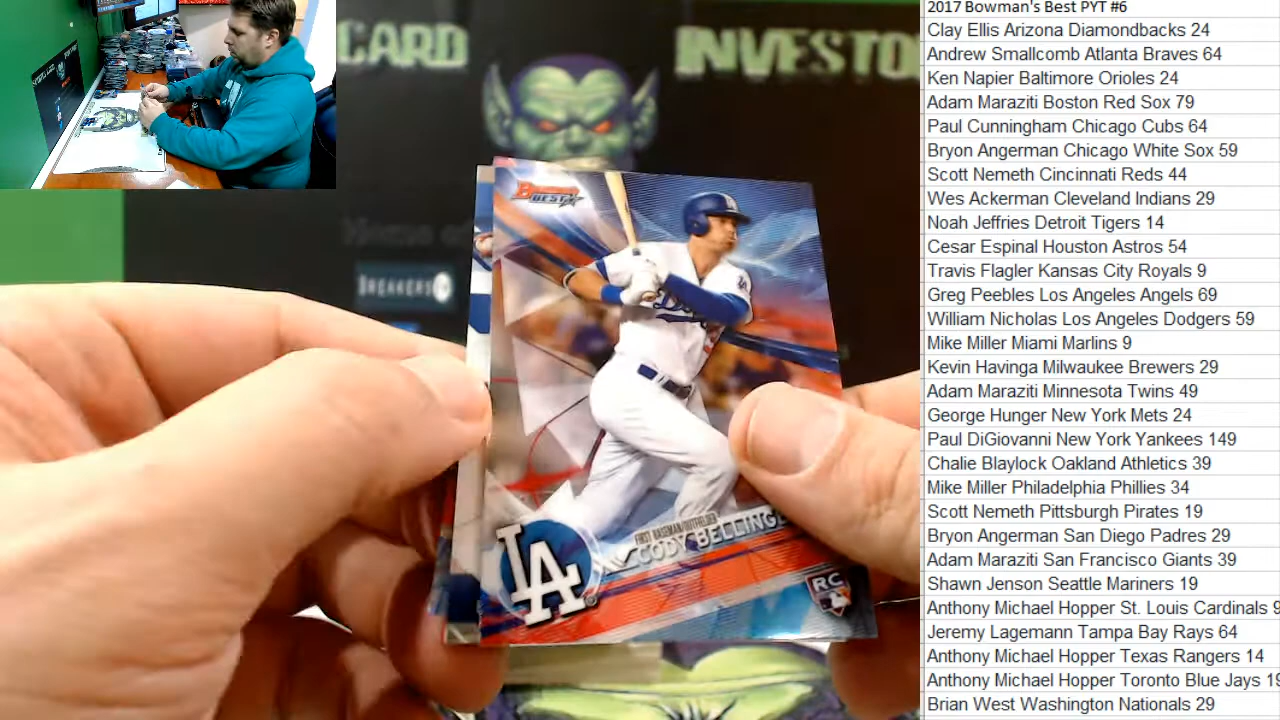 CARD INVESTO
BREAKERS
Bowman's
BEST
Dodgers
LA
FIRST BASEMAN/OUTFIELDER
CODY BELLINGE
LA
RC
2017 Bowman's Best PYT #6
Clay Ellis Arizona Diamondbacks 24
Andrew Smallcomb Atlanta Braves 64
Ken Napier Baltimore Orioles 24
Adam Maraziti Boston Red Sox 79
Paul Cunningham Chicago Cubs 64
Bryon Angerman Chicago White Sox 59
Scott Nemeth Cincinnati Reds 44
Wes Ackerman Cleveland Indians 29
Noah Jeffries Detroit Tigers 14
Cesar Espinal Houston Astros 54
Travis Flagler Kansas City Royals 9
Greg Peebles Los Angeles Angels 69
William Nicholas Los Angeles Dodgers 59
Mike Miller Miami Marlins 9
Kevin Havinga Milwaukee Brewers 29
Adam Maraziti Minnesota Twins 49
George Hunger New York Mets 24
Paul DiGiovanni New York Yankees 149
Chalie Blaylock Oakland Athletics 39
Mike Miller Philadelphia Phillies 34
Scott Nemeth Pittsburgh Pirates 19
Bryon Angerman San Diego Padres 29
Adam Maraziti San Francisco Giants 39
Shawn Jenson Seattle Mariners 19
Anthony Michael Hopper St. Louis Cardinals 9
Jeremy Lagemann Tampa Bay Rays 64
Anthony Michael Hopper Texas Rangers 14
Anthony Michael Hopper Toronto Blue Jays 19
Brian West Washington Nationals 29